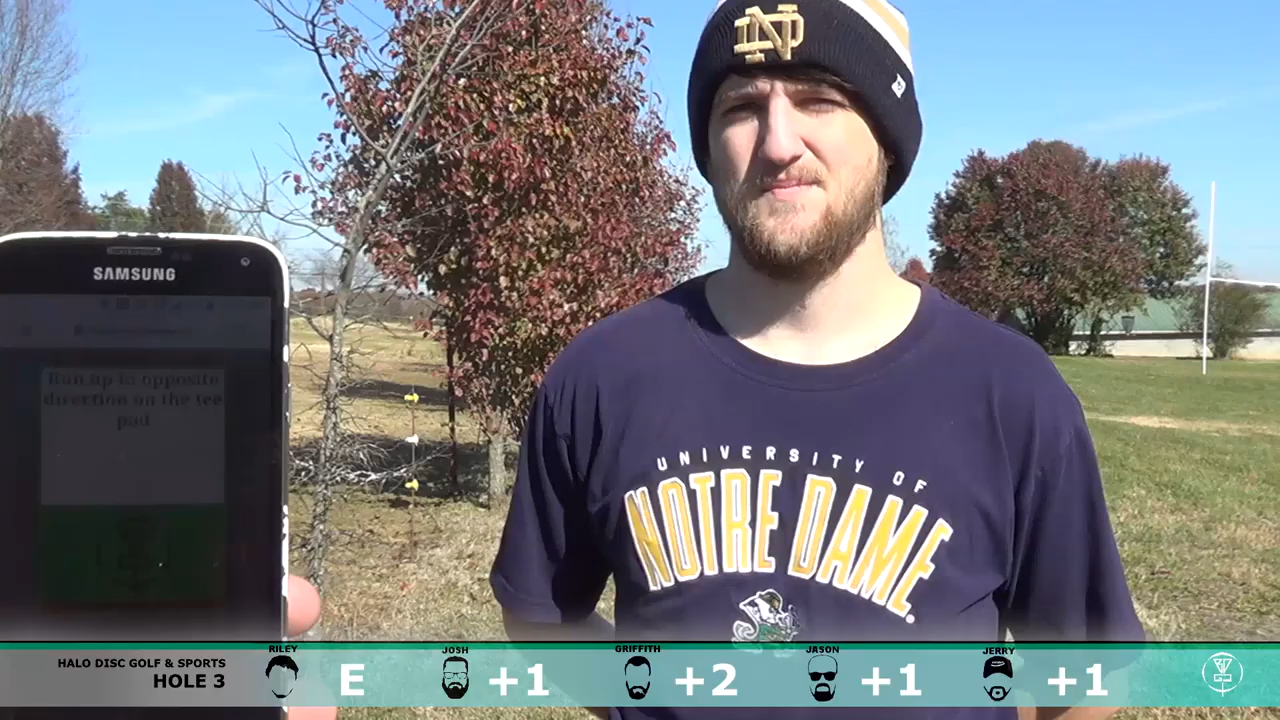 ND
SAMSUNG
Run up in opposite
direction on the tee
pad
UNIVERSITY OF
NOTRE DAME
®
HALO DISC GOLF & SPORTS
HOLE 3
RILEY
E
JOSH
+1
GRIFFITH
+2
JASON
+1
JERRY
+1